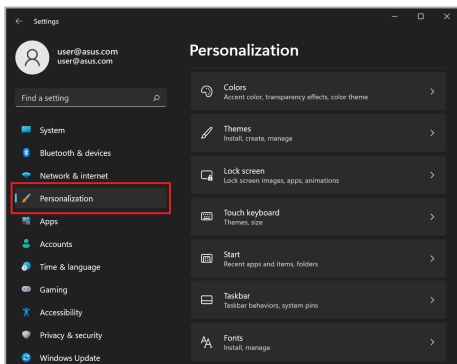 Settings
user@asus.com
user@asus.com
Find a setting
System
Bluetooth & devices
Network & internet
Personalization
Apps
Accounts
Time & language
Gaming
Accessibility
Privacy & security
Windows Update
Personalization
Colors
Accent color, transparency effects, color theme
Themes
Install, create, manage
Lock screen
Lock screen images, apps, animations
Touch keyboard
Themes, size
Start
Recent apps and items, folders
Taskbar
Taskbar behaviors, system pins
Fonts
Install, manage